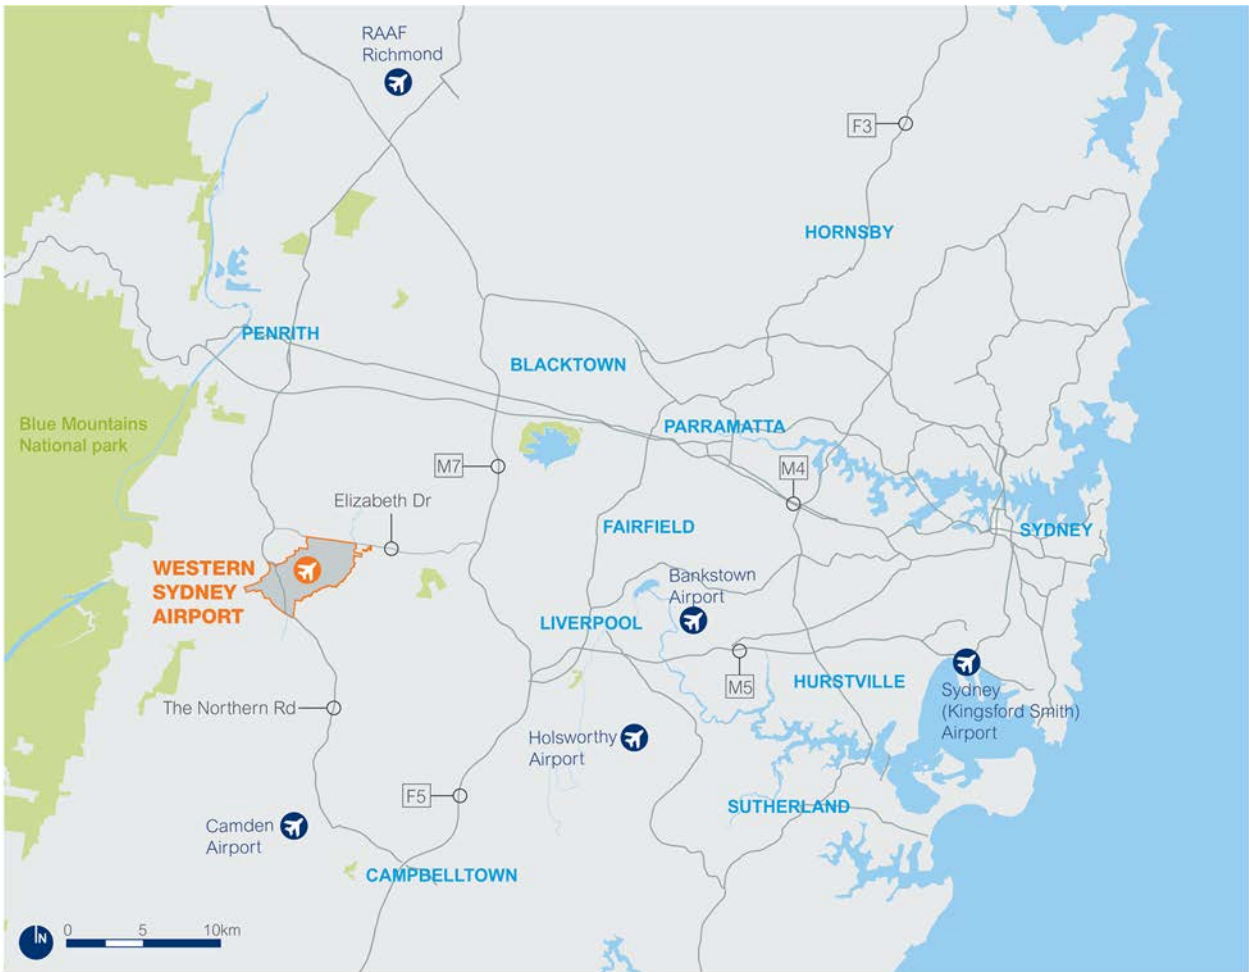 RAAF
Richmond
F3
HORNSBY
PENRITH
BLACKTOWN
Blue Mountains
National park
PARRAMATTA
M7
M4
Elizabeth Dr
FAIRFIELD
SYDNEY
WESTERN
SYDNEY
AIRPORT
Bankstown
Airport
LIVERPOOL
M5
HURSTVILLE
Sydney
(Kingsford Smith)
Airport
The Northern Rd
Holsworthy
Airport
F5
SUTHERLAND
Camden
Airport
CAMPBELLTOWN
N
0 5 10km